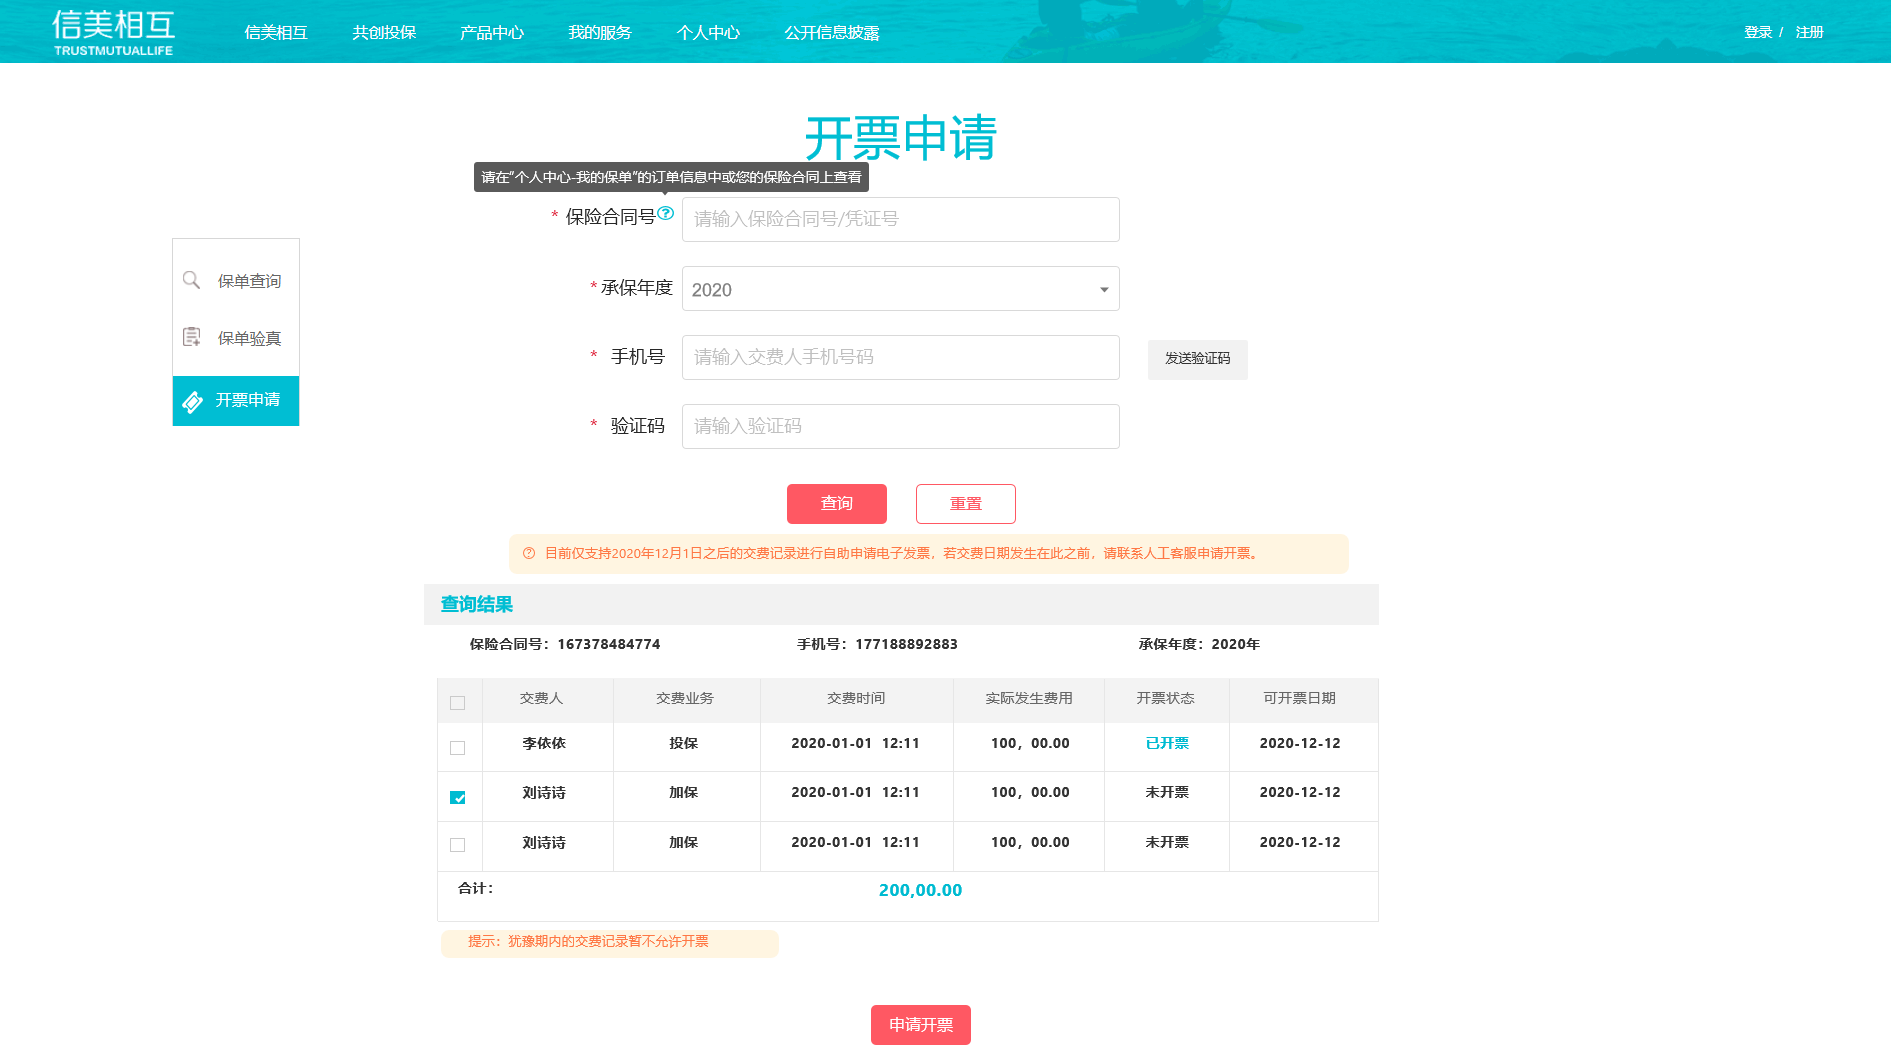 信美相互
TRUSTMUTUALLIFE
信美相互 共创投保 产品中心 我的服务 个人中心 公开信息披露
登录 / 注册
开票申请
请在"个人中心-我的保单"的订单信息中或您的保险合同上查看
* 保险合同号 ? 请输入保险合同号/凭证号
保单查询
保单验真
开票申请
* 承保年度 2020
* 手机号 请输入交费人手机号码 发送验证码
* 验证码 请输入验证码
查询 重置
? 目前仅支持2020年12月1日之后的交费记录进行自助申请电子发票，若交费日期发生在此之前，请联系人工客服申请开票。
查询结果
保险合同号：167378484774 手机号：177188892883 承保年度：2020年
交费人 交费业务 交费时间 实际发生费用 开票状态 可开票日期
李依依 投保 2020-01-01 12:11 100，00.00 已开票 2020-12-12
刘诗诗 加保 2020-01-01 12:11 100，00.00 未开票 2020-12-12
刘诗诗 加保 2020-01-01 12:11 100，00.00 未开票 2020-12-12
合计： 200,00.00
提示：犹豫期内的交费记录暂不允许开票
申请开票